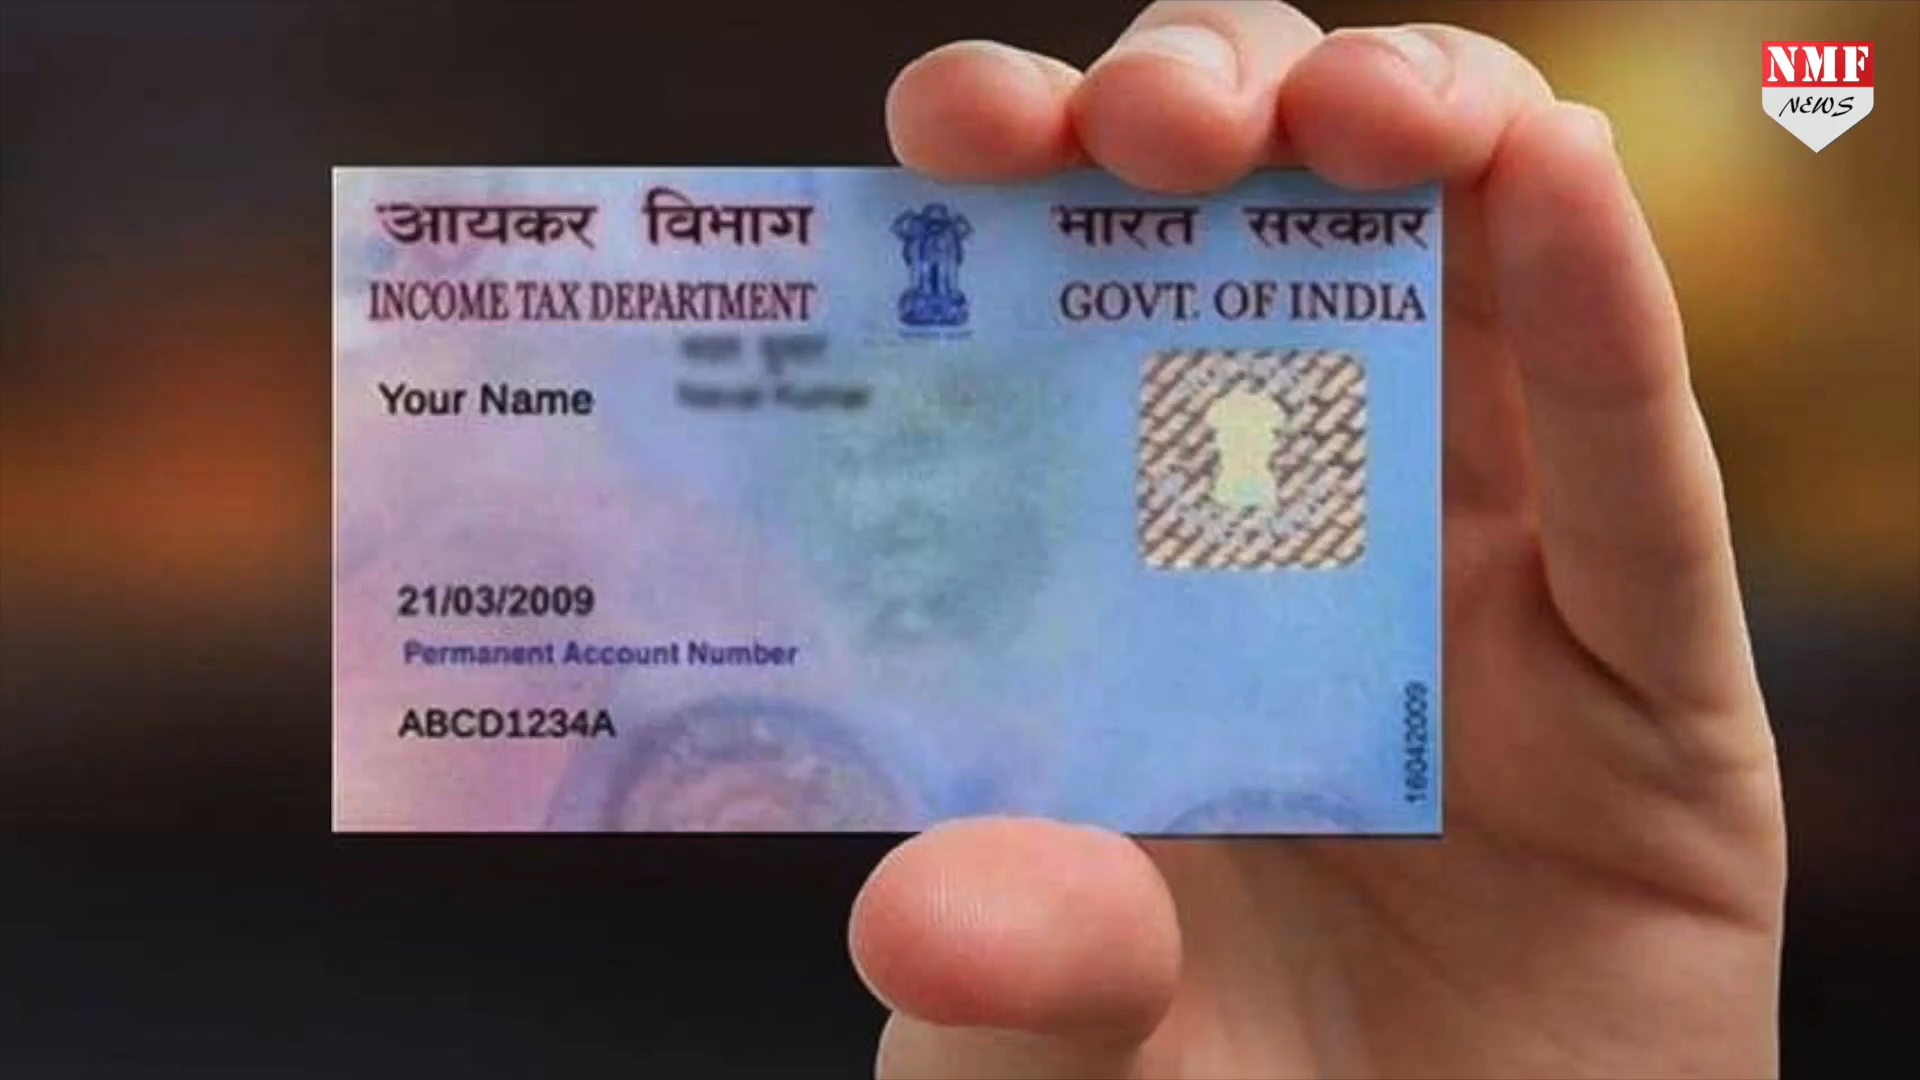 NMF
NEWS
आयकर विभाग
भारत सरकार
INCOME TAX DEPARTMENT
GOVT. OF INDIA
Your Name
21/03/2009
Permanent Account Number
ABCD1234A
16042009